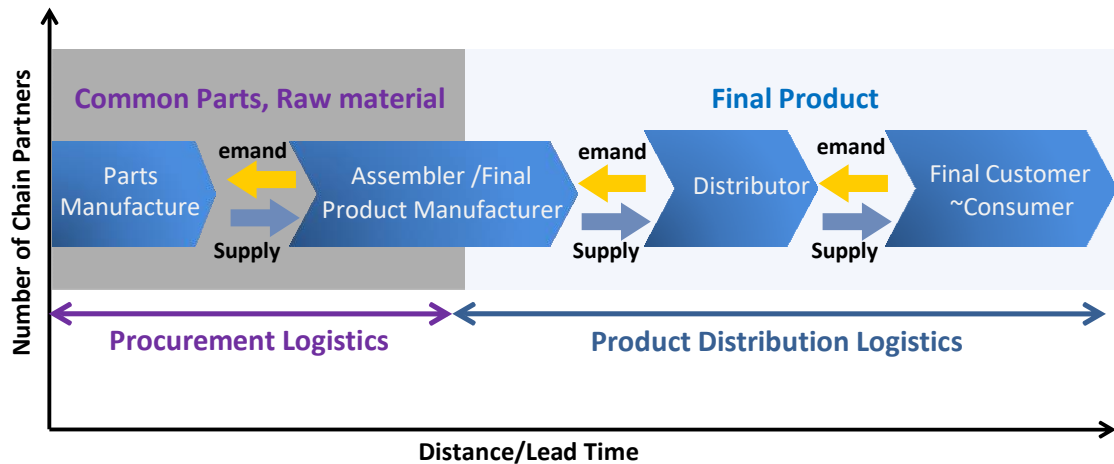 Number of Chain Partners
Common Parts, Raw material
Final Product
Parts
Manufacture
emand
Supply
Assembler /Final
Product Manufacturer
emand
Supply
Distributor
emand
Supply
Final Customer
~Consumer
Procurement Logistics
Product Distribution Logistics
Distance/Lead Time